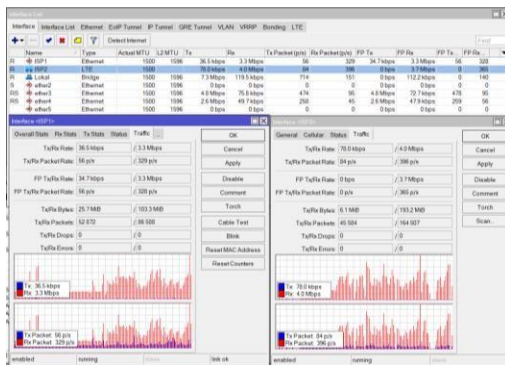 Interface Interface List Ethernet EoIP Tunnel IP Tunnel GRE Tunnel VLAN VRRP Bonding LTE
Detect Internet Find
Name Type Actual MTU L2 MTU Tx Rx Tx Packet (p/s) Rx Packet (p/s) FP Tx FP Rx FP Tx... FP Rx...
R ISP1 Ethernet 1500 1596 36.5 kbps 3.3 Mbps 56 329 34.7 kbps 3.3 Mbps 56 328
R ISP2 LTE 1500 78.0 kbps 4.0 Mbps 84 396 0 bps 3.7 Mbps 0 365
R Lokal Bridge 1500 1596 7.3 Mbps 119.5 kbps 714 151 0 bps 112.2 kbps 0 140
S ether2 Ethernet 1500 1596 0 bps 0 bps 0 0 0 bps 0 bps 0 0
RS ether3 Ethernet 1500 1596 4.8 Mbps 75.8 kbps 474 95 4.8 Mbps 72.7 kbps 478 95
RS ether4 Ethernet 1500 1596 2.6 Mbps 49.7 kbps 250 45 2.6 Mbps 47.9 kbps 259 56
ether5 Ethernet 1500 1596 0 bps 0 bps 0 0 0 bps 0 bps 0 0
Interface <ISP1>
Overall Stats Rx Stats Tx Stats Status Traffic ...
Tx/Rx Rate: 36.5 kbps / 3.3 Mbps
Tx/Rx Packet Rate: 56 p/s / 329 p/s
FP Tx/Rx Rate: 34.7 kbps / 3.3 Mbps
FP Tx/Rx Packet Rate: 56 p/s / 328 p/s
Tx/Rx Bytes: 25.7 MiB / 103.3 MiB
Tx/Rx Packets: 52 872 / 86 508
Tx/Rx Drops: 0 / 0
Tx/Rx Errors: 0 / 0
Tx: 36.5 kbps
Rx: 3.3 Mbps
Tx Packet: 56 p/s
Rx Packet: 329 p/s
OK
Cancel
Apply
Disable
Comment
Torch
Cable Test
Blink
Reset MAC Address
Reset Counters
enabled running slave link ok
Interface <ISP2>
General Cellular Status Traffic
Tx/Rx Rate: 78.0 kbps / 4.0 Mbps
Tx/Rx Packet Rate: 84 p/s / 396 p/s
FP Tx/Rx Rate: 0 bps / 3.7 Mbps
FP Tx/Rx Packet Rate: 0 p/s / 365 p/s
Tx/Rx Bytes: 6.1 MiB / 193.2 MiB
Tx/Rx Packets: 45 584 / 164 907
Tx/Rx Drops: 0 / 0
Tx/Rx Errors: 0 / 0
Tx: 78.0 kbps
Rx: 4.0 Mbps
Tx Packet: 84 p/s
Rx Packet: 396 p/s
OK
Cancel
Apply
Disable
Comment
Torch
Scan...
enabled running slave